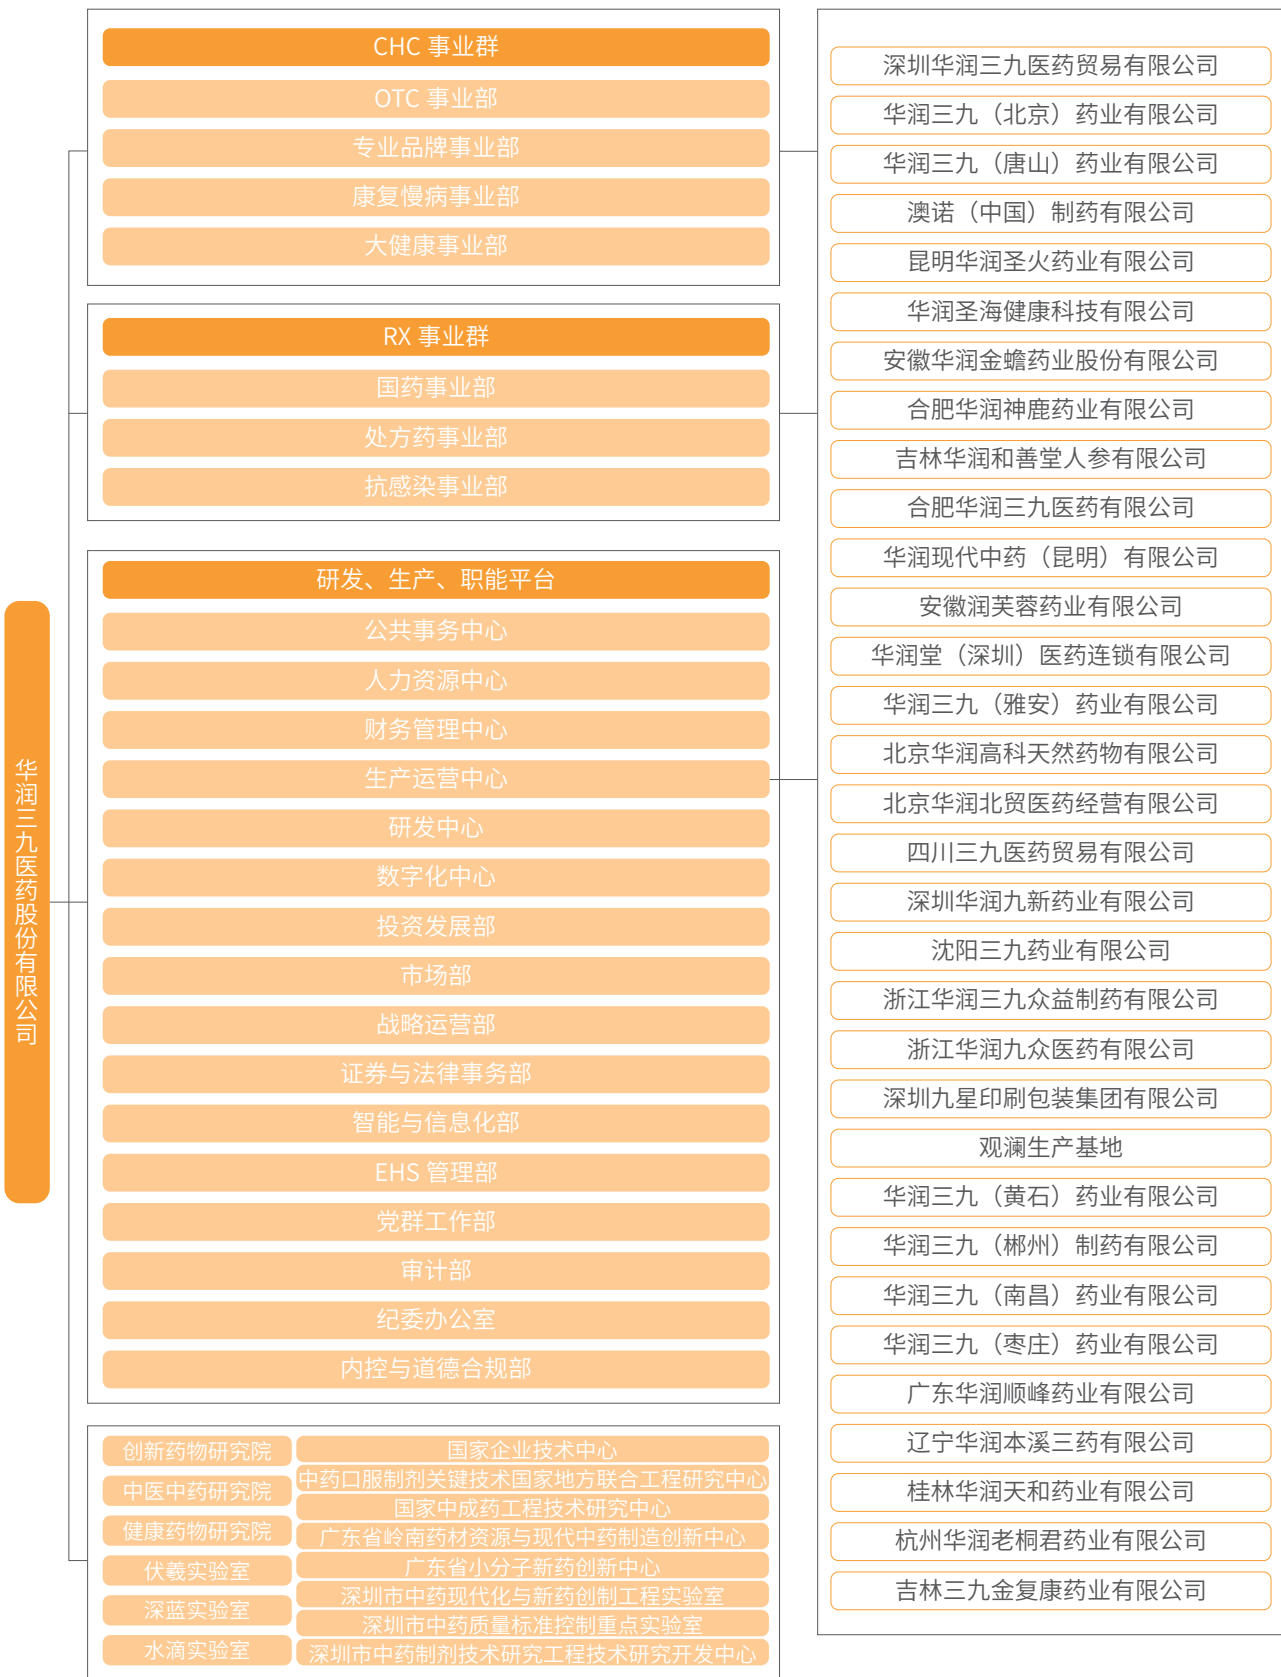 华润三九医药股份有限公司
CHC 事业群
OTC 事业部
专业品牌事业部
康复慢病事业部
大健康事业部
RX 事业群
国药事业部
处方药事业部
抗感染事业部
研发、生产、职能平台
公共事务中心
人力资源中心
财务管理中心
生产运营中心
研发中心
数字化中心
投资发展部
市场部
战略运营部
证券与法律事务部
智能与信息化部
EHS 管理部
党群工作部
审计部
纪委办公室
内控与道德合规部
创新药物研究院
中医中药研究院
健康药物研究院
伏羲实验室
深蓝实验室
水滴实验室
国家企业技术中心
中药口服制剂关键技术国家地方联合工程研究中心
国家中成药工程技术研究中心
广东省岭南药材资源与现代中药制造创新中心
广东省小分子新药创新中心
深圳市中药现代化与新药创制工程实验室
深圳市中药质量标准控制重点实验室
深圳市中药制剂技术研究工程技术研究开发中心
深圳华润三九医药贸易有限公司
华润三九（北京）药业有限公司
华润三九（唐山）药业有限公司
澳诺（中国）制药有限公司
昆明华润圣火药业有限公司
华润圣海健康科技有限公司
安徽华润金蟾药业股份有限公司
合肥华润神鹿药业有限公司
吉林华润和善堂人参有限公司
合肥华润三九医药有限公司
华润现代中药（昆明）有限公司
安徽润芙蓉药业有限公司
华润堂（深圳）医药连锁有限公司
华润三九（雅安）药业有限公司
北京华润高科天然药物有限公司
北京华润北贸医药经营有限公司
四川三九医药贸易有限公司
深圳华润九新药业有限公司
沈阳三九药业有限公司
浙江华润三九众益制药有限公司
浙江华润九众医药有限公司
深圳九星印刷包装集团有限公司
观澜生产基地
华润三九（黄石）药业有限公司
华润三九（郴州）制药有限公司
华润三九（南昌）药业有限公司
华润三九（枣庄）药业有限公司
广东华润顺峰药业有限公司
辽宁华润本溪三药有限公司
桂林华润天和药业有限公司
杭州华润老桐君药业有限公司
吉林三九金复康药业有限公司